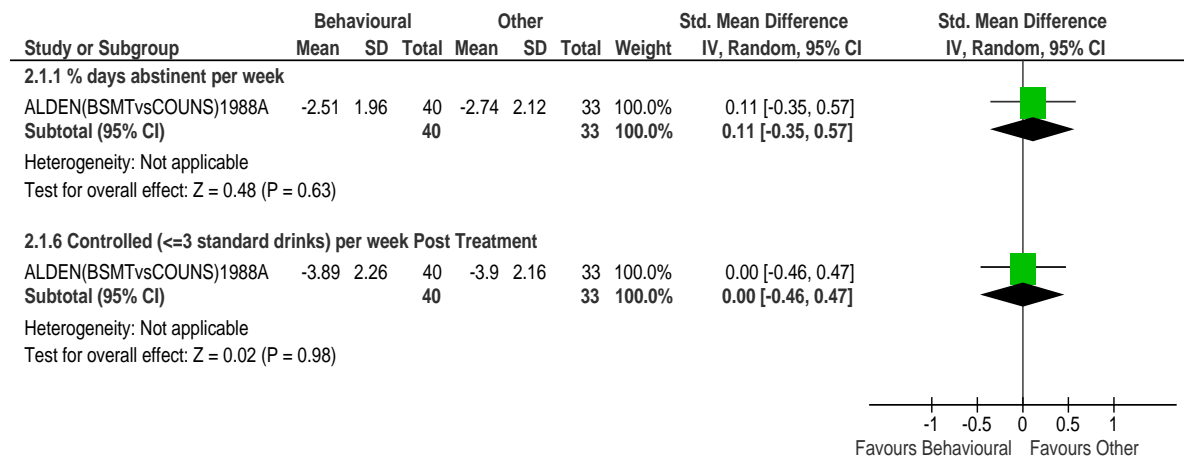 Behavioural Other Std. Mean Difference Std. Mean Difference
Study or Subgroup Mean SD Total Mean SD Total Weight IV, Random, 95% CI IV, Random, 95% CI
2.1.1 % days abstinent per week
ALDEN(BSMTvsCOUNS)1988A -2.51 1.96 40 -2.74 2.12 33 100.0% 0.11 [-0.35, 0.57]
Subtotal (95% CI) 40 33 100.0% 0.11 [-0.35, 0.57]
Heterogeneity: Not applicable
Test for overall effect: Z = 0.48 (P = 0.63)
2.1.6 Controlled (<=3 standard drinks) per week Post Treatment
ALDEN(BSMTvsCOUNS)1988A -3.89 2.26 40 -3.9 2.16 33 100.0% 0.00 [-0.46, 0.47]
Subtotal (95% CI) 40 33 100.0% 0.00 [-0.46, 0.47]
Heterogeneity: Not applicable
Test for overall effect: Z = 0.02 (P = 0.98)
-1 -0.5 0 0.5 1
Favours Behavioural Favours Other